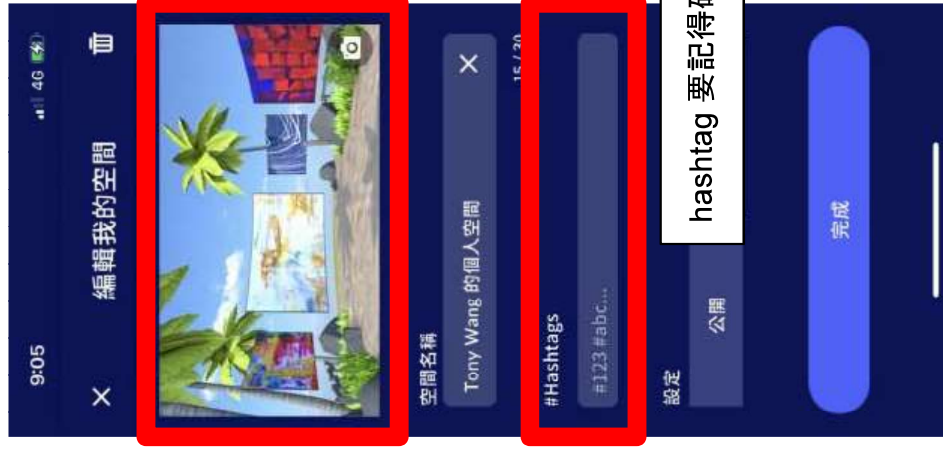 9:05 4G
編輯我的空間
空間名稱
Tony Wang 的個人空間
15 / 30
#Hashtags
#123 #abc...
設定
公開
hashtag 要記得
完成